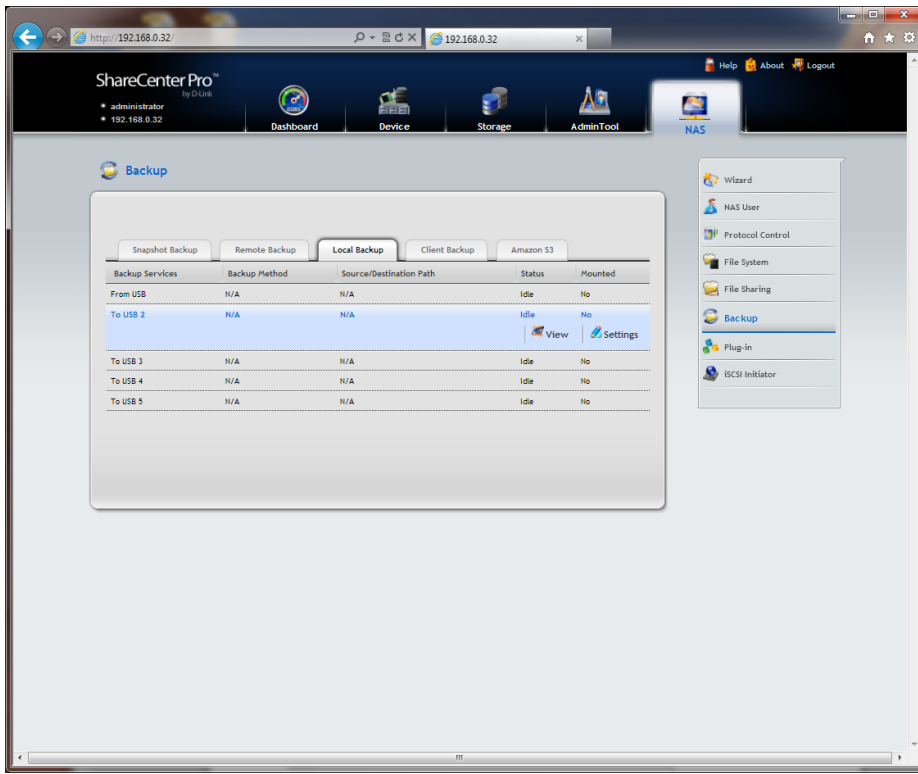 http://192.168.0.32/
192.168.0.32
Help About Logout
ShareCenter Pro™
by D-Link
administrator
192.168.0.32
Dashboard Device Storage AdminTool NAS
Backup
Snapshot Backup Remote Backup Local Backup Client Backup Amazon S3
Backup Services Backup Method Source/Destination Path Status Mounted
From USB N/A N/A Idle No
To USB 2 N/A N/A Idle No
View Settings
To USB 3 N/A N/A Idle No
To USB 4 N/A N/A Idle No
To USB 5 N/A N/A Idle No
Wizard
NAS User
Protocol Control
File System
File Sharing
Backup
Plug-in
iSCSI Initiator